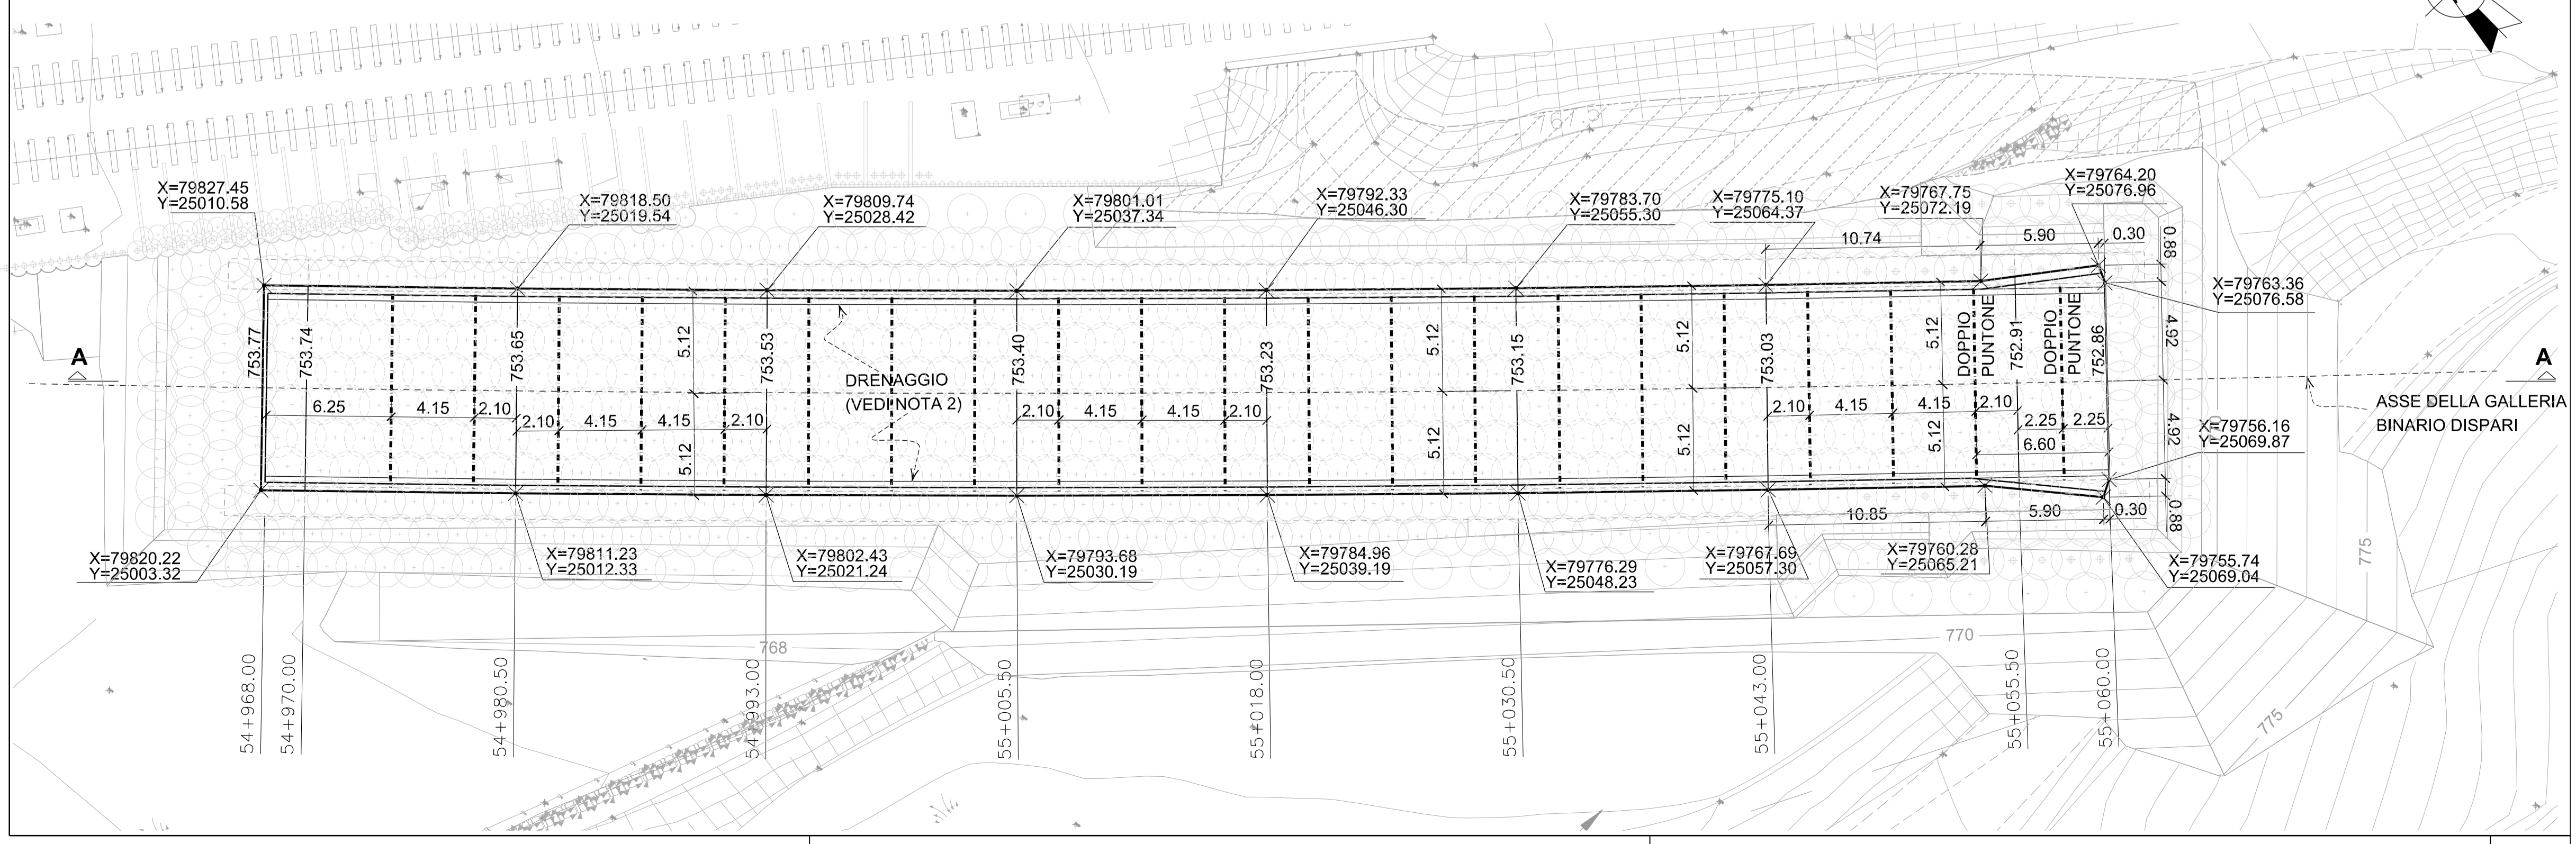 767.5
X=79827.45
Y=25010.58
X=79818.50
Y=25019.54
X=79809.74
Y=25028.42
X=79801.01
Y=25037.34
X=79792.33
Y=25046.30
X=79783.70
Y=25055.30
X=79775.10
Y=25064.37
X=79767.75
Y=25072.19
X=79764.20
Y=25076.96
10.74
5.90
0.30
0.88
X=79763.36
Y=25076.58
753.77
753.74
753.65
5.12
753.53
753.40
753.23
5.12
753.15
5.12
753.03
5.12
DOPPIO
PUNTONE
752.91
DOPPIO
PUNTONE
752.86
4.92
A
A
DRENAGGIO
(VEDI NOTA 2)
ASSE DELLA GALLERIA
BINARIO DISPARI
6.25
4.15
2.10
2.10
4.15
4.15
2.10
2.10
4.15
4.15
2.10
2.10
4.15
4.15
2.10
2.25
2.25
6.60
5.12
5.12
5.12
5.12
4.92
X=79756.16
Y=25069.87
10.85
5.90
0.30
0.88
X=79820.22
Y=25003.32
X=79811.23
Y=25012.33
X=79802.43
Y=25021.24
X=79793.68
Y=25030.19
X=79784.96
Y=25039.19
X=79776.29
Y=25048.23
X=79767.69
Y=25057.30
X=79760.28
Y=25065.21
X=79755.74
Y=25069.04
768
770
775
775
54+968.00
54+970.00
54+980.50
54+993.00
55+005.50
55+018.00
55+030.50
55+043.00
55+055.50
55+060.00